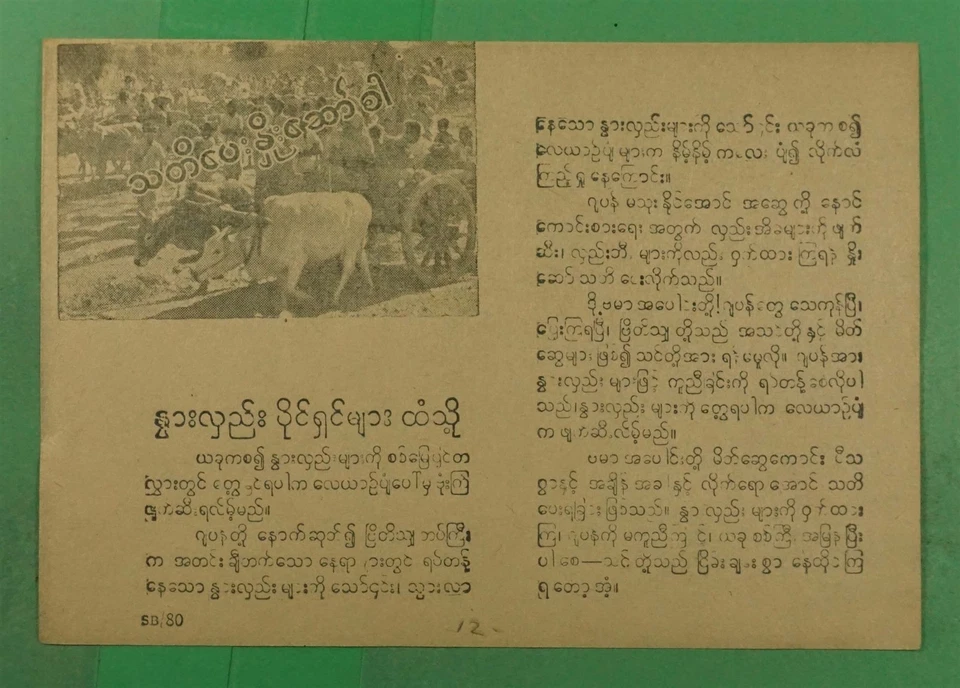 သတိပေးနှိုးဆော်စါ
နွားလှည်း ပိုင်ရှင်များ ထံသို့
ယခုကစ၍ နွားလှည်းများကို စစ်မြေပြင်တ
လွှားတွင် တွေ့မြင်ရပါက လေယာဉ်ပျံပေါ်မှ ဗုံးကြဲ
ဖျက်ဆီးရလိမ့်မည်။
ဂျပန်တို့ နောက်ဆုတ်၍ ဗြိတိသျှ တပ်ကြီး
က အတင်းချီတက်သော နေရာများတွင် ရပ်တန့်
နေသော နွားလှည်းများကို သော်၎င်း၊ သွားလာ
နေသော နွားလှည်းများကို သော်၎င်း ယခုက စ၍
လေယာဉ်ပျံ များက နိမ့်နိမ့် ကလေး ပျံ၍ လိုက်လံ
ကြည့်ရှု နေကြောင်း။
ဂျပန် မသုံးနိုင်အောင် အဆွေ တို့ နောင်
ကောင်းစားရေး အတွက် လှည်းအိမ်များကို ဖျက်
ဆီး၊ လှည်းဘီး များကိုလည်း ဝှက်ထား ကြရန် နှိုး
ဆော် သတိ ပေးလိုက်သည်။
ဗမာ အပေါင်းတို့၊ ဂျပန်တွေ သေကုန်ပြီ၊
ပြေးကြရပြီ၊ ဗြိတိသျှ တို့သည် အသင်တို့ နှင့် မိတ်
ဆွေများ ဖြစ်၍ သင်တို့အား ရန် မမူလို။ ဂျပန်အား
နွားလှည်း များဖြင့် ကူညီခြင်းကို ရပ်တန့် စေလိုပါ
သည်၊ နွားလှည်း များကို တွေ့ရပါက လေယာဉ်ပျံ
က ဖျက်ဆီးလိမ့်မည်။
ဗမာ အပေါင်းတို့ မိတ်ဆွေကောင်း ပီသ
စွာနှင့် အချိန် အခါ နှင့် လိုက်ရော အောင် သတိ
ပေးရခြင်း ဖြစ်သည်။ နွားလှည်း များကို ဝှက်ထား
ကြ၊ ဂျပန်ကို မကူညီကြ နှင့်၊ ယခု စစ်ကြီး အမြန် ပြီး
ပါစေ—သင် တို့သည် ငြိမ်းချမ်းစွာ နေထိုင် ကြ
ရတော့အံ့။
SB/80
12